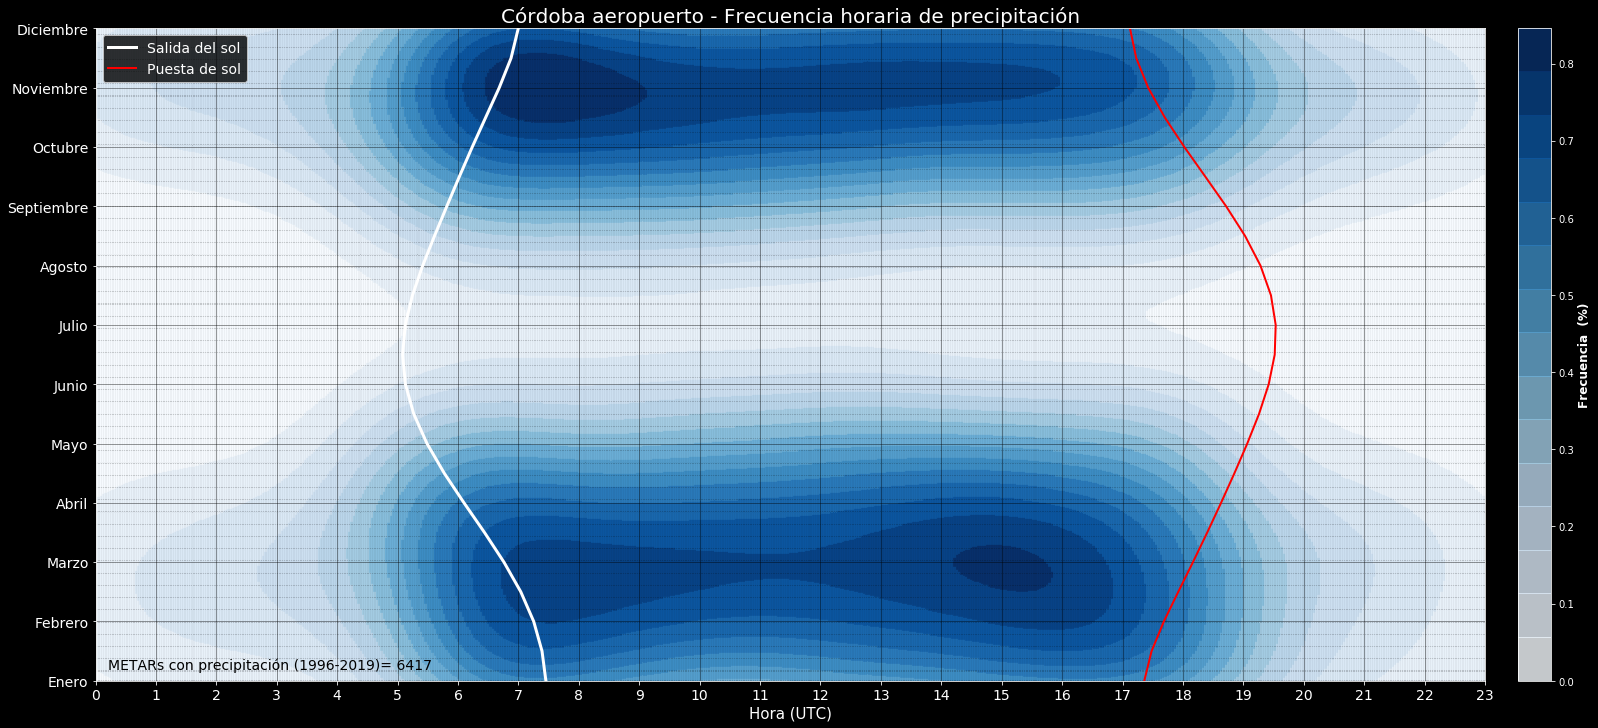 Córdoba aeropuerto - Frecuencia horaria de precipitación
Salida del sol
Puesta de sol
Diciembre
Noviembre
Octubre
Septiembre
Agosto
Julio
Junio
Mayo
Abril
Marzo
Febrero
Enero
METARs con precipitación (1996-2019)= 6417
0 1 2 3 4 5 6 7 8 9 10 11 12 13 14 15 16 17 18 19 20 21 22 23
Hora (UTC)
0.8
0.7
0.6
0.5
0.4
0.3
0.2
0.1
0.0
Frecuencia (%)